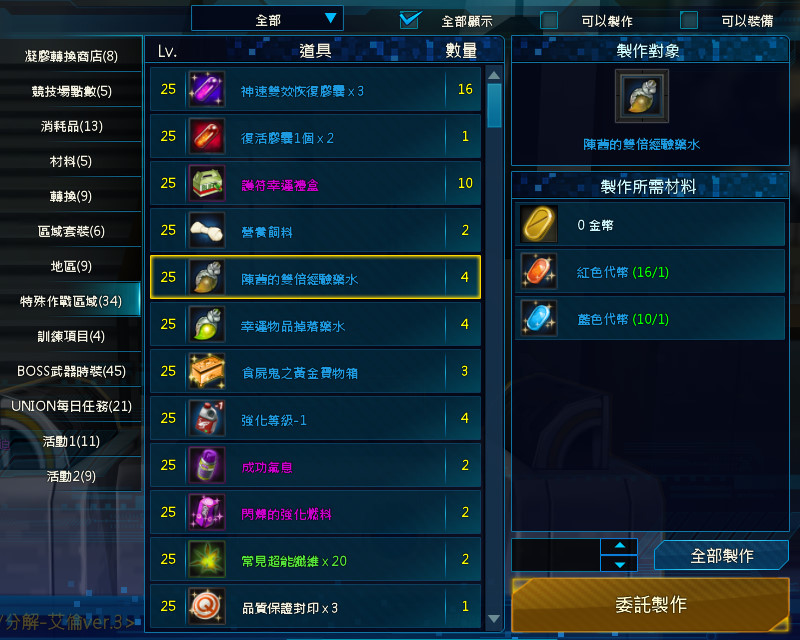 全部
全部顯示
可以製作
可以裝備
凝膠轉換商店(8)
競技場點數(5)
消耗品(13)
材料(5)
轉換(9)
區域套裝(6)
地區(9)
特殊作戰區域(34)
訓練項目(4)
BOSS武器時裝(45)
UNION每日任務(21)
活動1(11)
活動2(9)
Lv. 道具 數量
25 神速雙效恢復膠囊 x 3 16
25 復活膠囊1個 x 2 1
25 護符幸運禮盒 10
25 營養飼料 2
25 陳舊的雙倍經驗藥水 4
25 幸運物品掉落藥水 4
25 食屍鬼之黃金寶物箱 3
25 強化等級-1 4
25 成功氣息 2
25 閃耀的強化燃料 2
25 常見超能纖維 x 20 2
25 品質保證封印 x 3 1
製作對象
陳舊的雙倍經驗藥水
製作所需材料
0 金幣
紅色代幣 (16/1)
藍色代幣 (10/1)
全部製作
委託製作
/分解-艾倫ver.3>